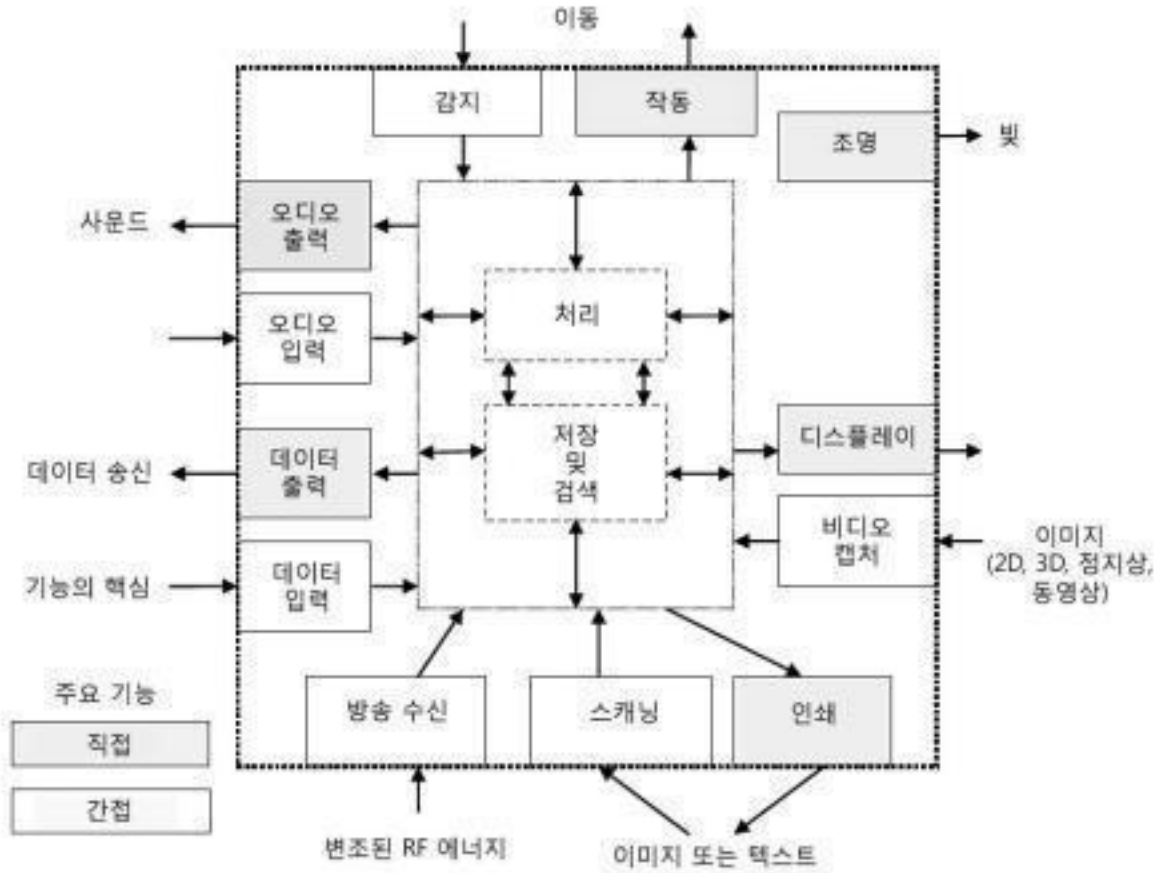 이동
감지
작동
조명
빛
사운드
오디오
출력
오디오
입력
처리
저장
및
검색
디스플레이
데이터 송신
데이터
출력
비디오
캡처
이미지
(2D, 3D, 점지상,
동영상)
기능의 핵심
데이터
입력
주요 기능
직접
간접
방송 수신
스캐닝
인쇄
변조된 RF 에너지
이미지 또는 텍스트